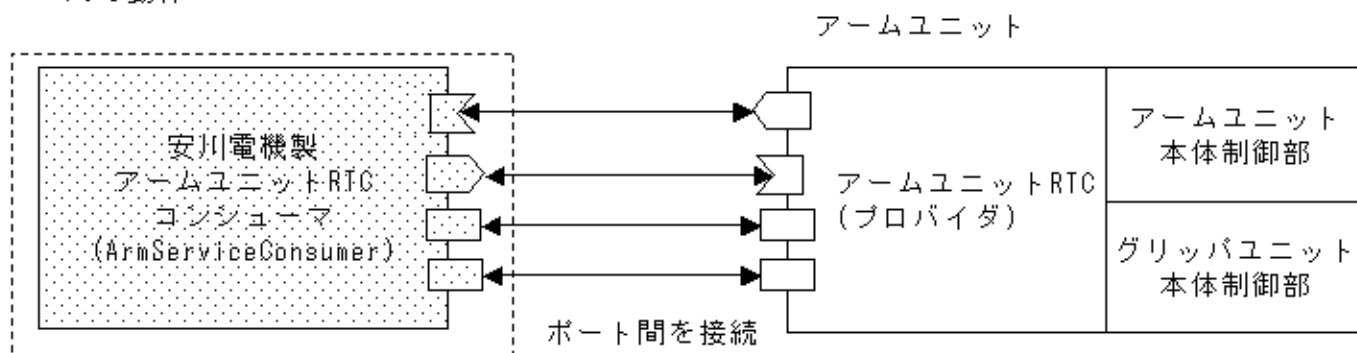 アームユニット
安川電機製
アームユニットRTC
コンシューマ
(ArmServiceConsumer)
アームユニットRTC
(プロバイダ)
アームユニット
本体制御部
グリッパユニット
本体制御部
ポート間を接続